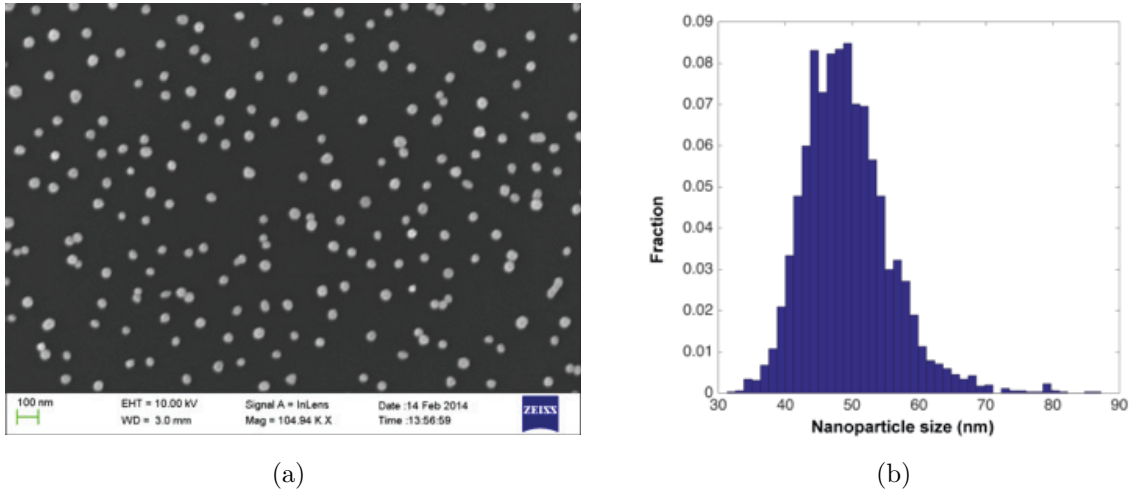 100 nm
EHT = 10.00 kV
WD = 3.0 mm
Signal A = InLens
Mag = 104.94 K X
Date :14 Feb 2014
Time :13:56:59
ZEISS
(a)
0.09
0.08
0.07
0.06
0.05
0.04
0.03
0.02
0.01
0
Fraction
30 40 50 60 70 80 90
Nanoparticle size (nm)
(b)